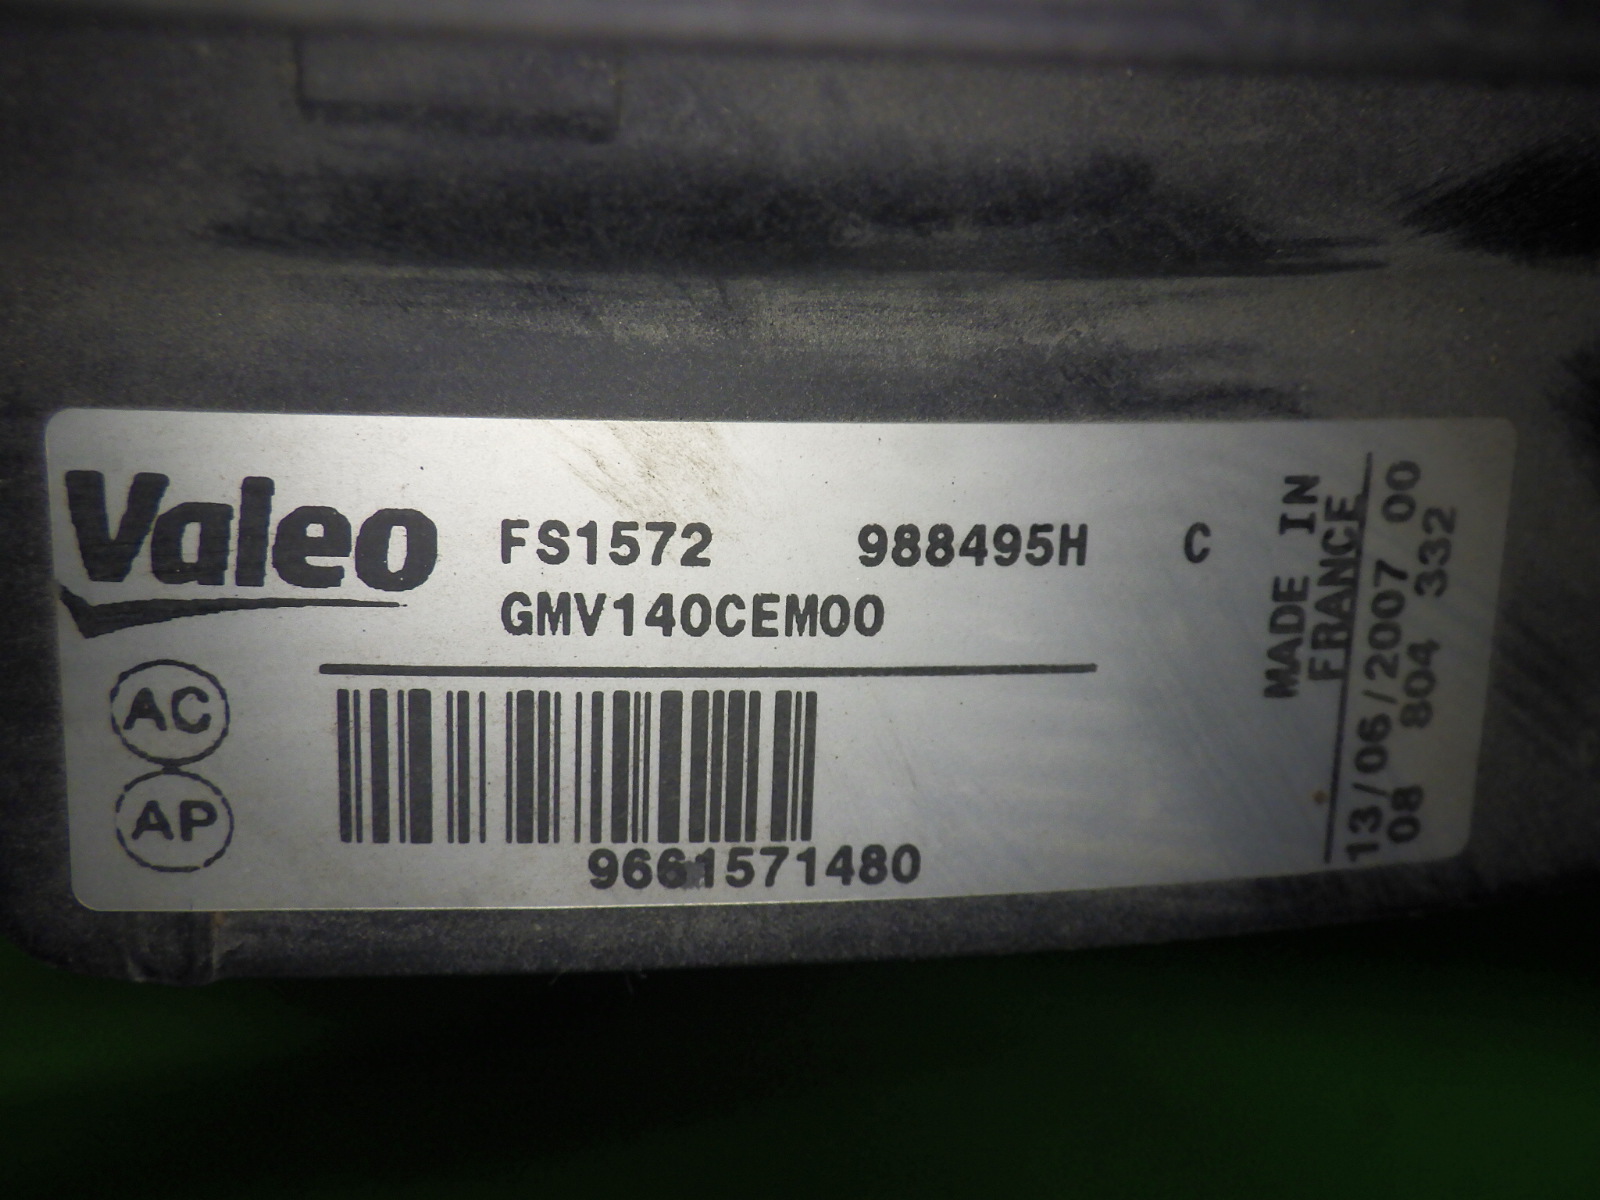 Valeo
FS1572 988495H C
GMV140CEM00
AC
AP
9661571480
MADE IN
FRANCE
13/06/2007 00
08 804 332